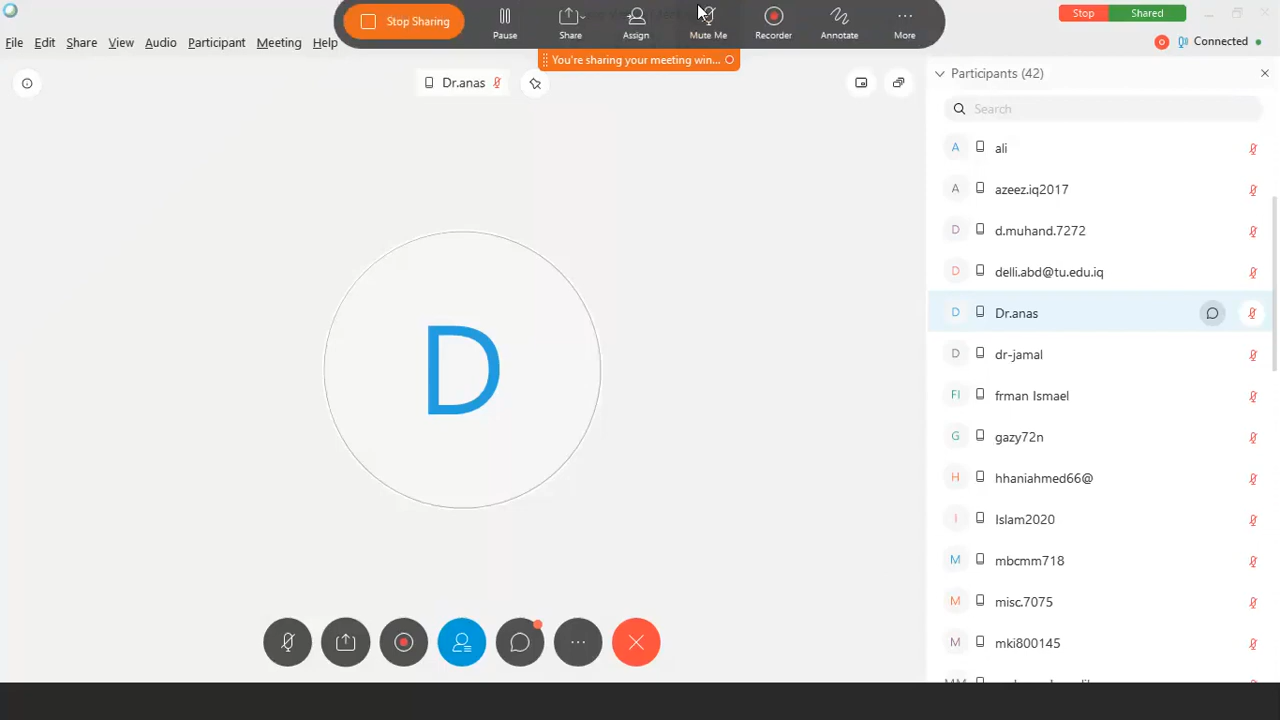 Stop Sharing
Pause
Share
Assign
Mute Me
Recorder
Annotate
More
Stop
Shared
File Edit Share View Audio Participant Meeting Help
You're sharing your meeting win...
Connected
Dr.anas
D
Participants (42)
Search
A ali
A azeez.iq2017
D d.muhand.7272
D delli.abd@tu.edu.iq
D Dr.anas
D dr-jamal
FI frman Ismael
G gazy72n
H hhaniahmed66@
I Islam2020
M mbcmm718
M misc.7075
M mki800145